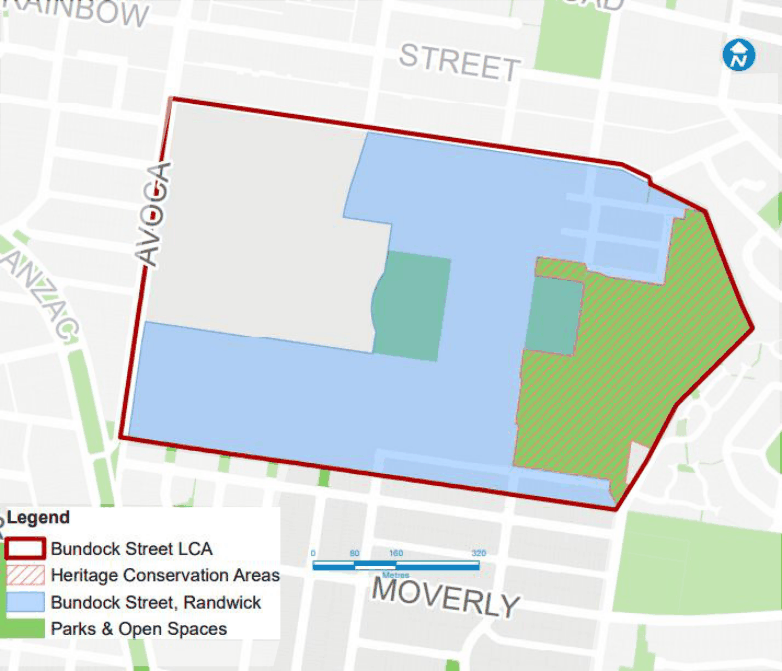 RAINBOW
STREET
N
AVOCA
ANZAC
Legend
Bundock Street LCA
Heritage Conservation Areas
Bundock Street, Randwick
Parks & Open Spaces
0 80 160 320
Metres
MOVERLY